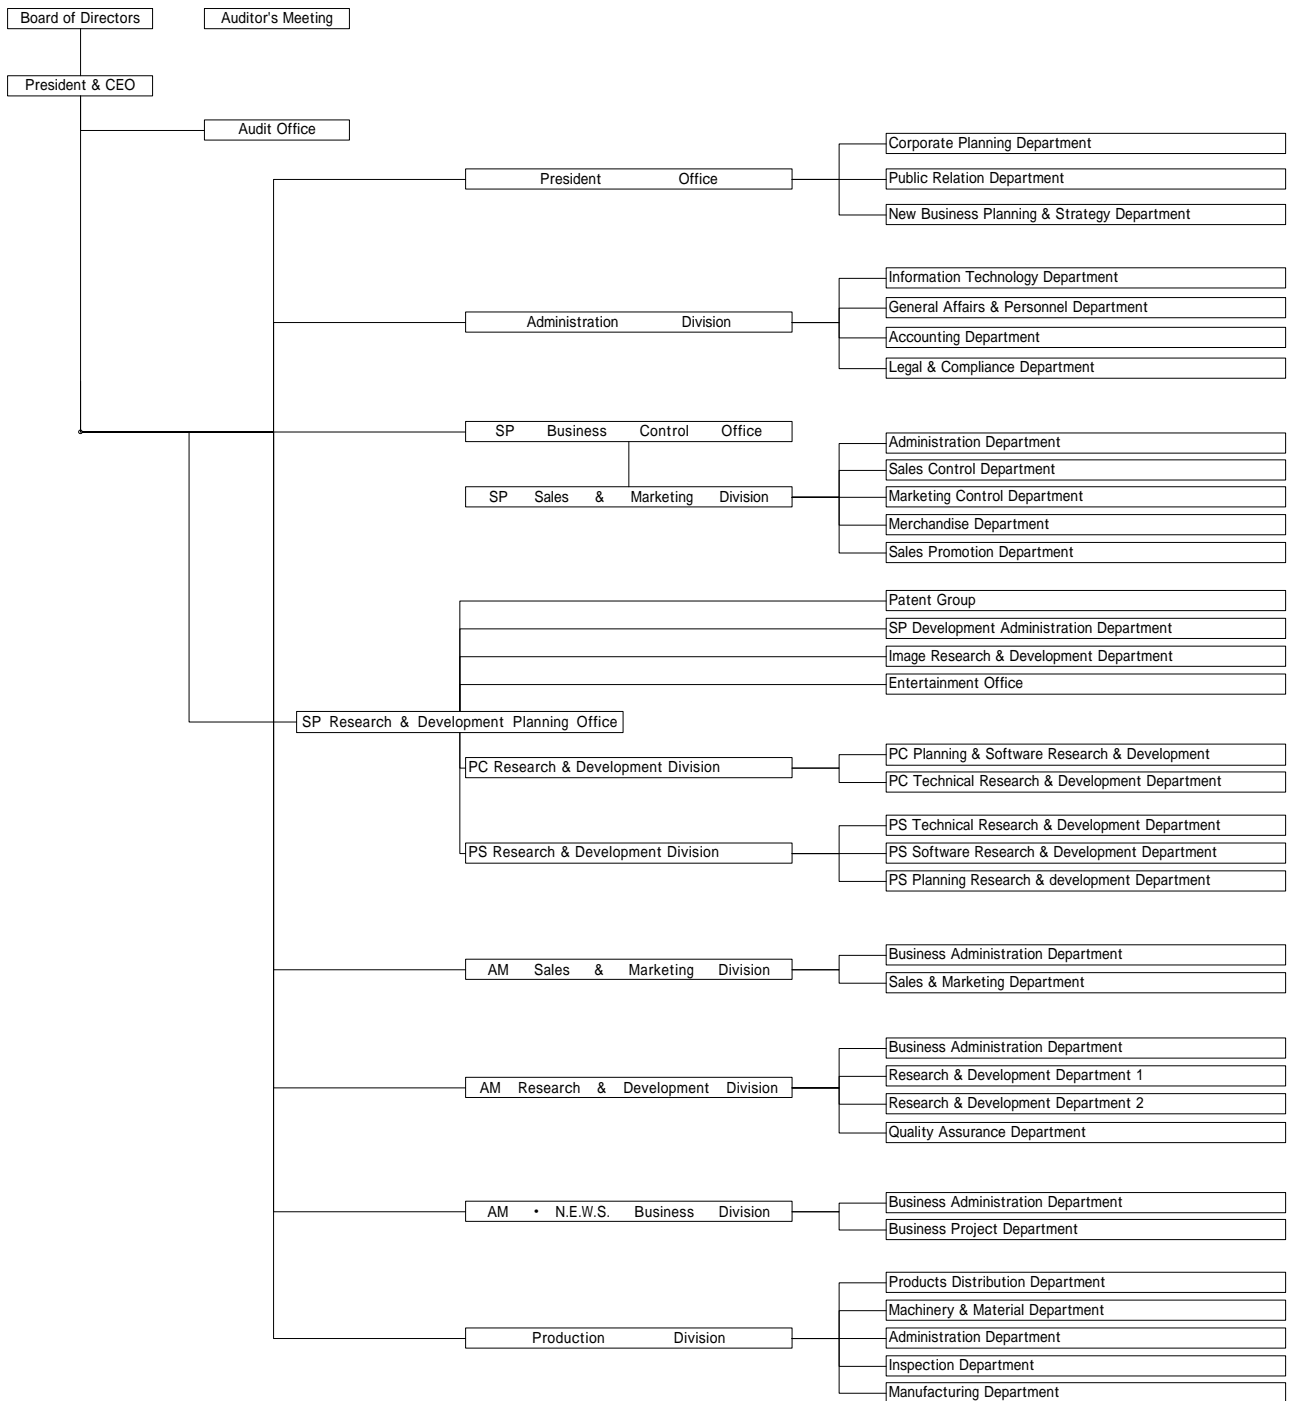 Board of Directors
Auditor's Meeting
President & CEO
Audit Office
Corporate Planning Department
President Office
Public Relation Department
New Business Planning & Strategy Department
Information Technology Department
General Affairs & Personnel Department
Administration Division
Accounting Department
Legal & Compliance Department
SP Business Control Office
Administration Department
Sales Control Department
SP Sales & Marketing Division
Marketing Control Department
Merchandise Department
Sales Promotion Department
Patent Group
SP Development Administration Department
Image Research & Development Department
Entertainment Office
SP Research & Development Planning Office
PC Planning & Software Research & Development
PC Research & Development Division
PC Technical Research & Development Department
PS Technical Research & Development Department
PS Research & Development Division
PS Software Research & Development Department
PS Planning Research & development Department
Business Administration Department
AM Sales & Marketing Division
Sales & Marketing Department
Business Administration Department
Research & Development Department 1
AM Research & Development Division
Research & Development Department 2
Quality Assurance Department
Business Administration Department
AM • N.E.W.S. Business Division
Business Project Department
Products Distribution Department
Machinery & Material Department
Production Division
Administration Department
Inspection Department
Manufacturing Department